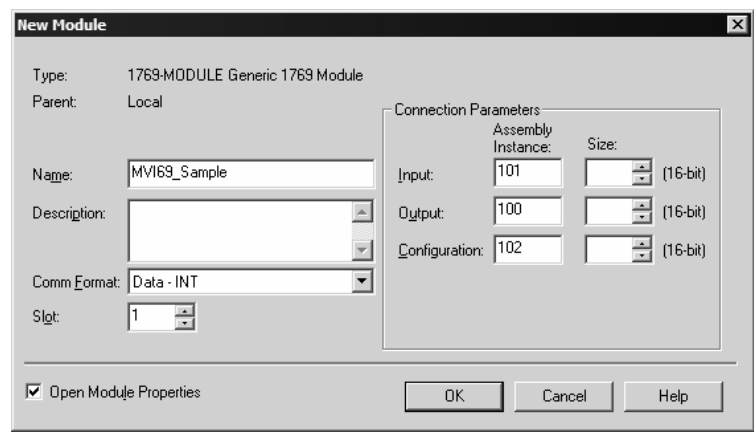 New Module
Type: 1769-MODULE Generic 1769 Module
Parent: Local
Connection Parameters
Assembly Instance: Size:
Name: MVI69_Sample
Input: 101 (16-bit)
Description:
Output: 100 (16-bit)
Configuration: 102 (16-bit)
Comm Format: Data - INT
Slot: 1
Open Module Properties
OK Cancel Help